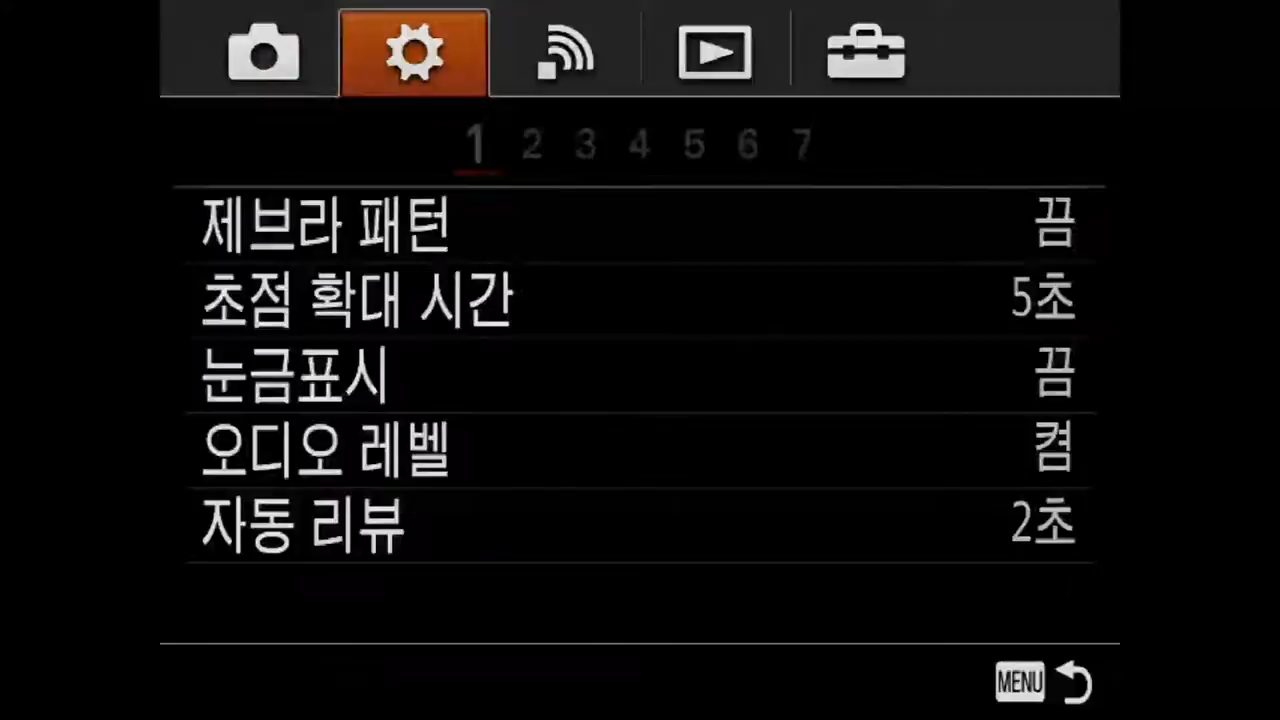 1 2 3 4 5 6 7
제브라 패턴 끔
초점 확대 시간 5초
눈금표시 끔
오디오 레벨 켬
자동 리뷰 2초
MENU